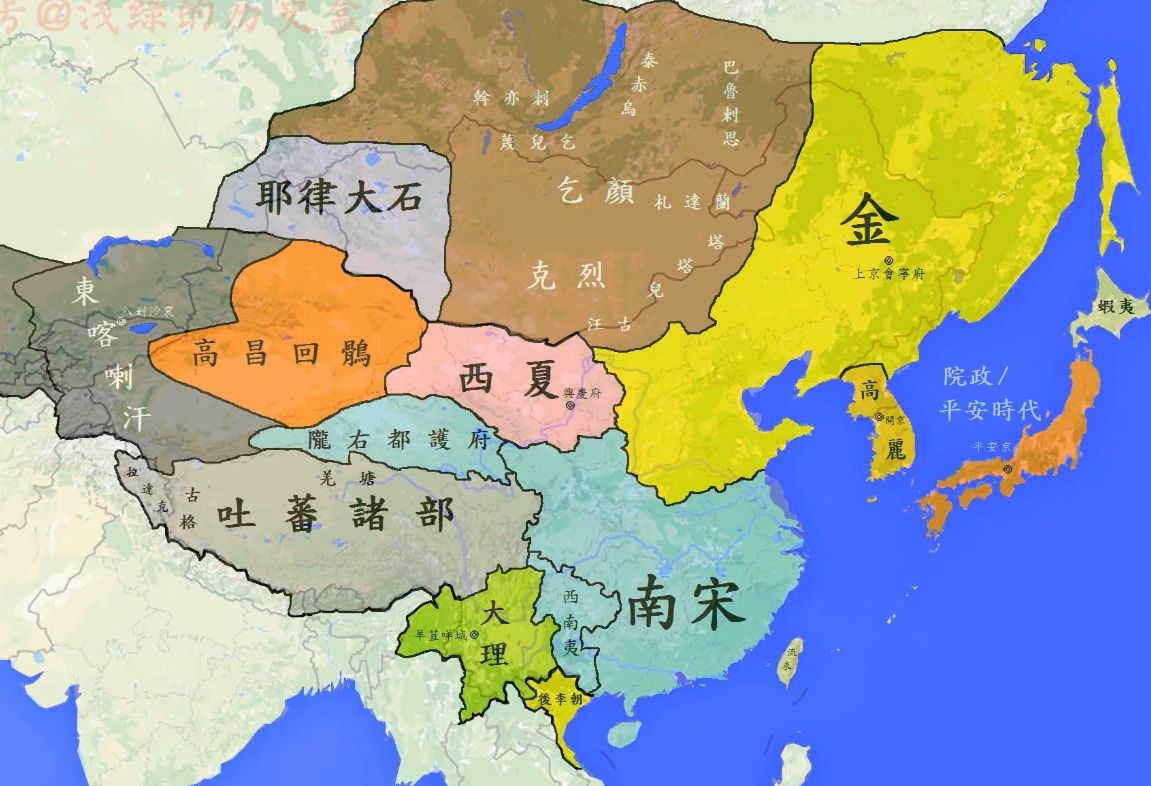 号@浅绿的历史盒子
泰赤烏
巴魯剌思
斡亦剌
蔑兒乞
耶律大石
乞顏
札達蘭
金
上京會寧府
塔塔兒
克烈
汪古
東喀喇汗
八剌沙袞
高昌回鶻
西夏
興慶府
蝦夷
院政/
平安時代
平安京
高麗
開京
隴右都護府
羌塘
拉達克
古格
吐蕃諸部
南宋
西南夷
大理
羊苴咩城
後李朝
流求